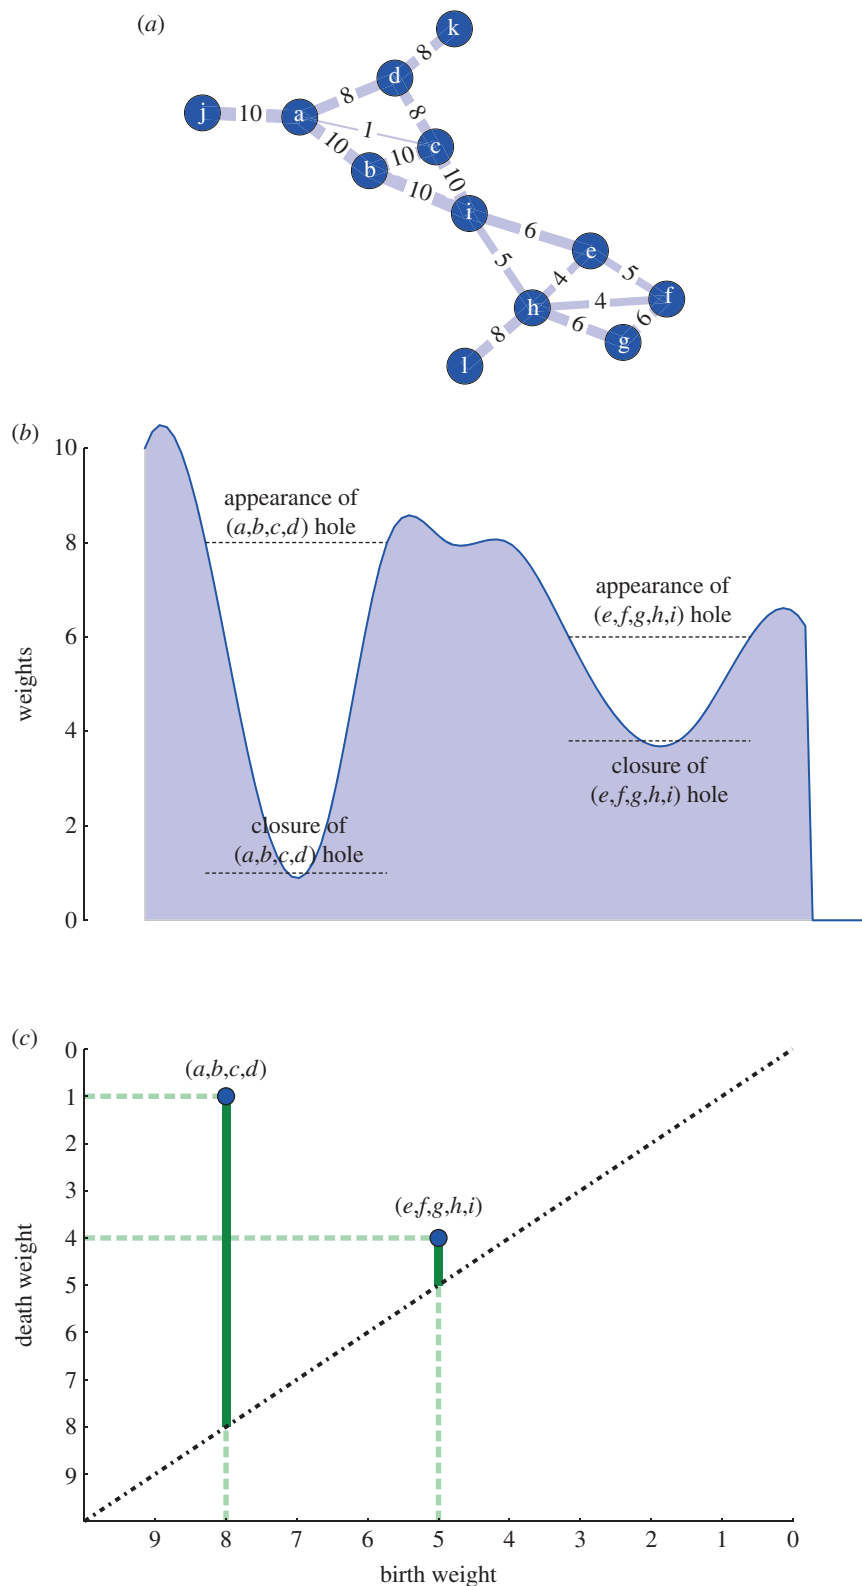 (a)
k
8
d
j
10
a
8
8
1
c
10
10
b
10
10
i
6
e
5
4
5
f
h
4
6
6
g
8
l
(b)
10
8
6
4
2
0
weights
appearance of
(a,b,c,d) hole
appearance of
(e,f,g,h,i) hole
closure of
(e,f,g,h,i) hole
closure of
(a,b,c,d) hole
(c)
0
1
2
3
4
5
6
7
8
9
death weight
(a,b,c,d)
(e,f,g,h,i)
9 8 7 6 5 4 3 2 1 0
birth weight